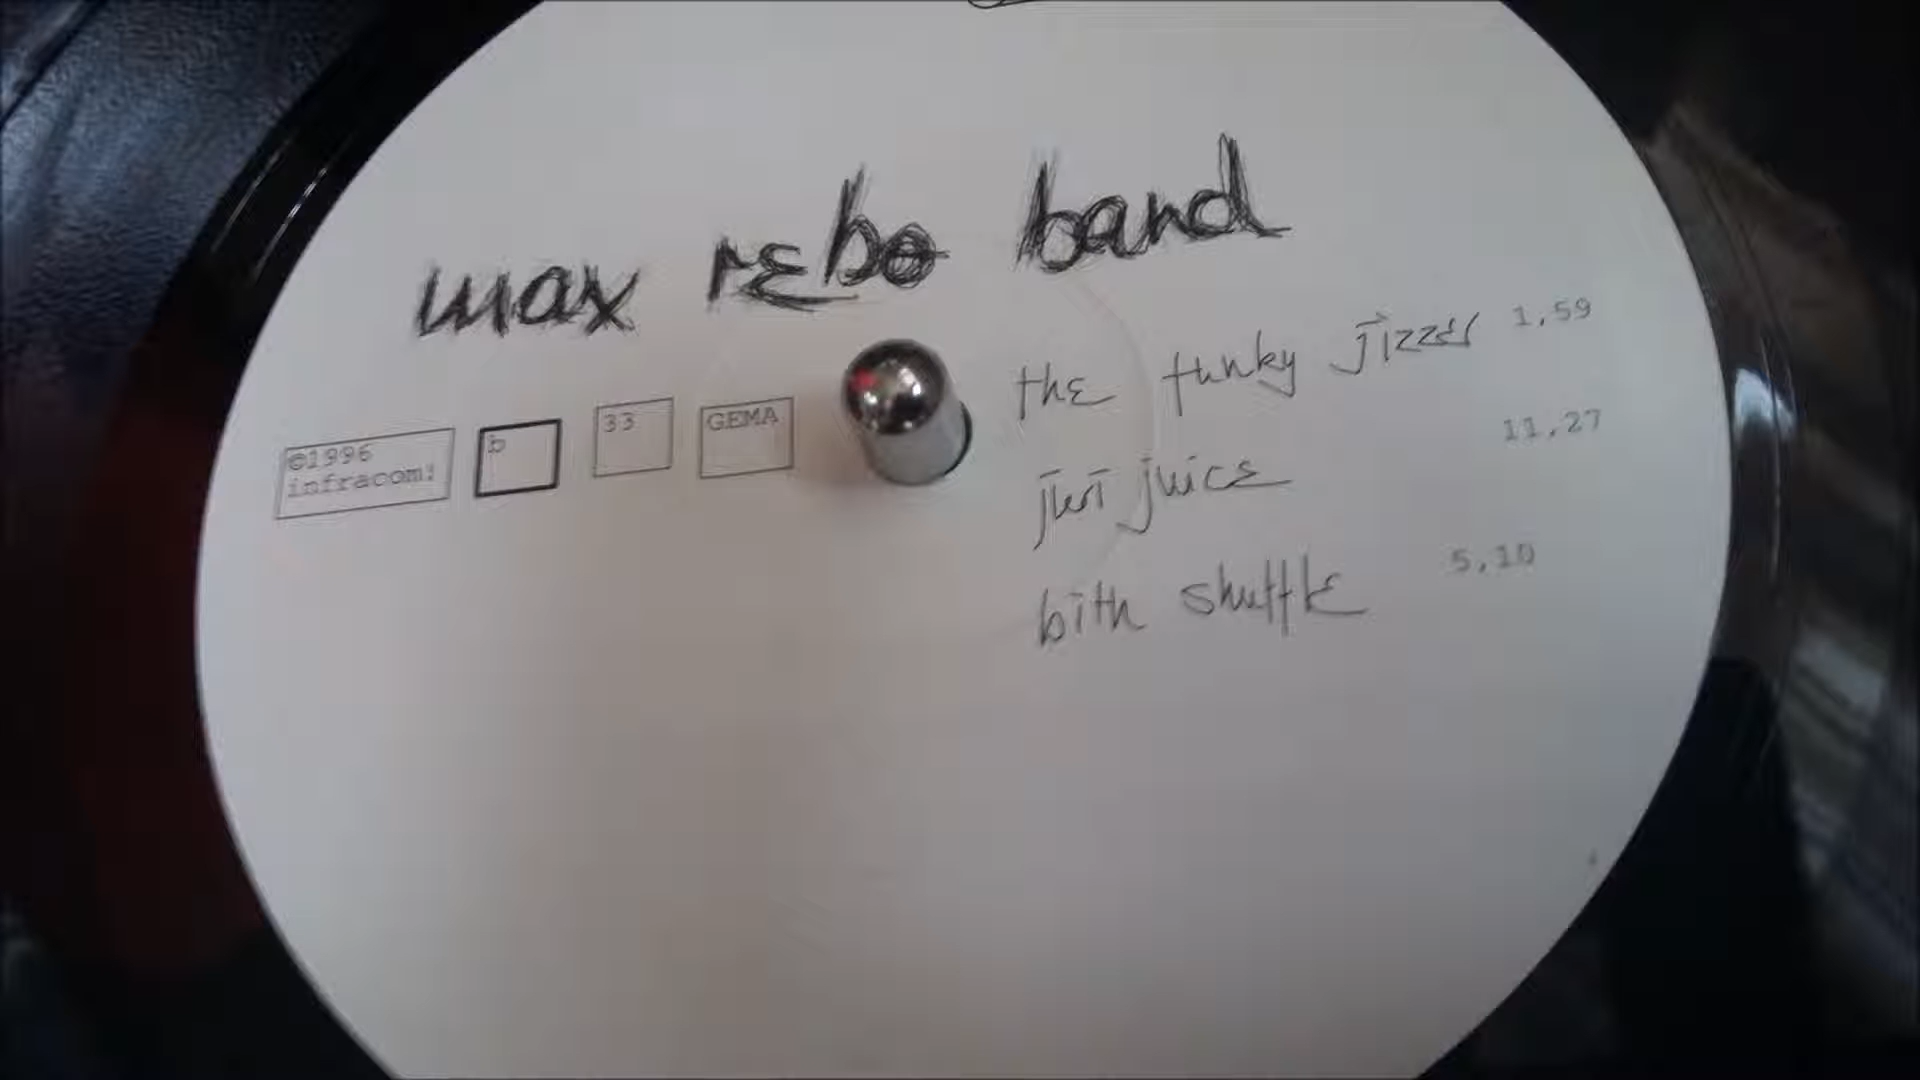 max rebo band
©1996
infracom!
b
33
GEMA
the funky jizzer 1,59
just juice 11,27
bith shuffle 5,10